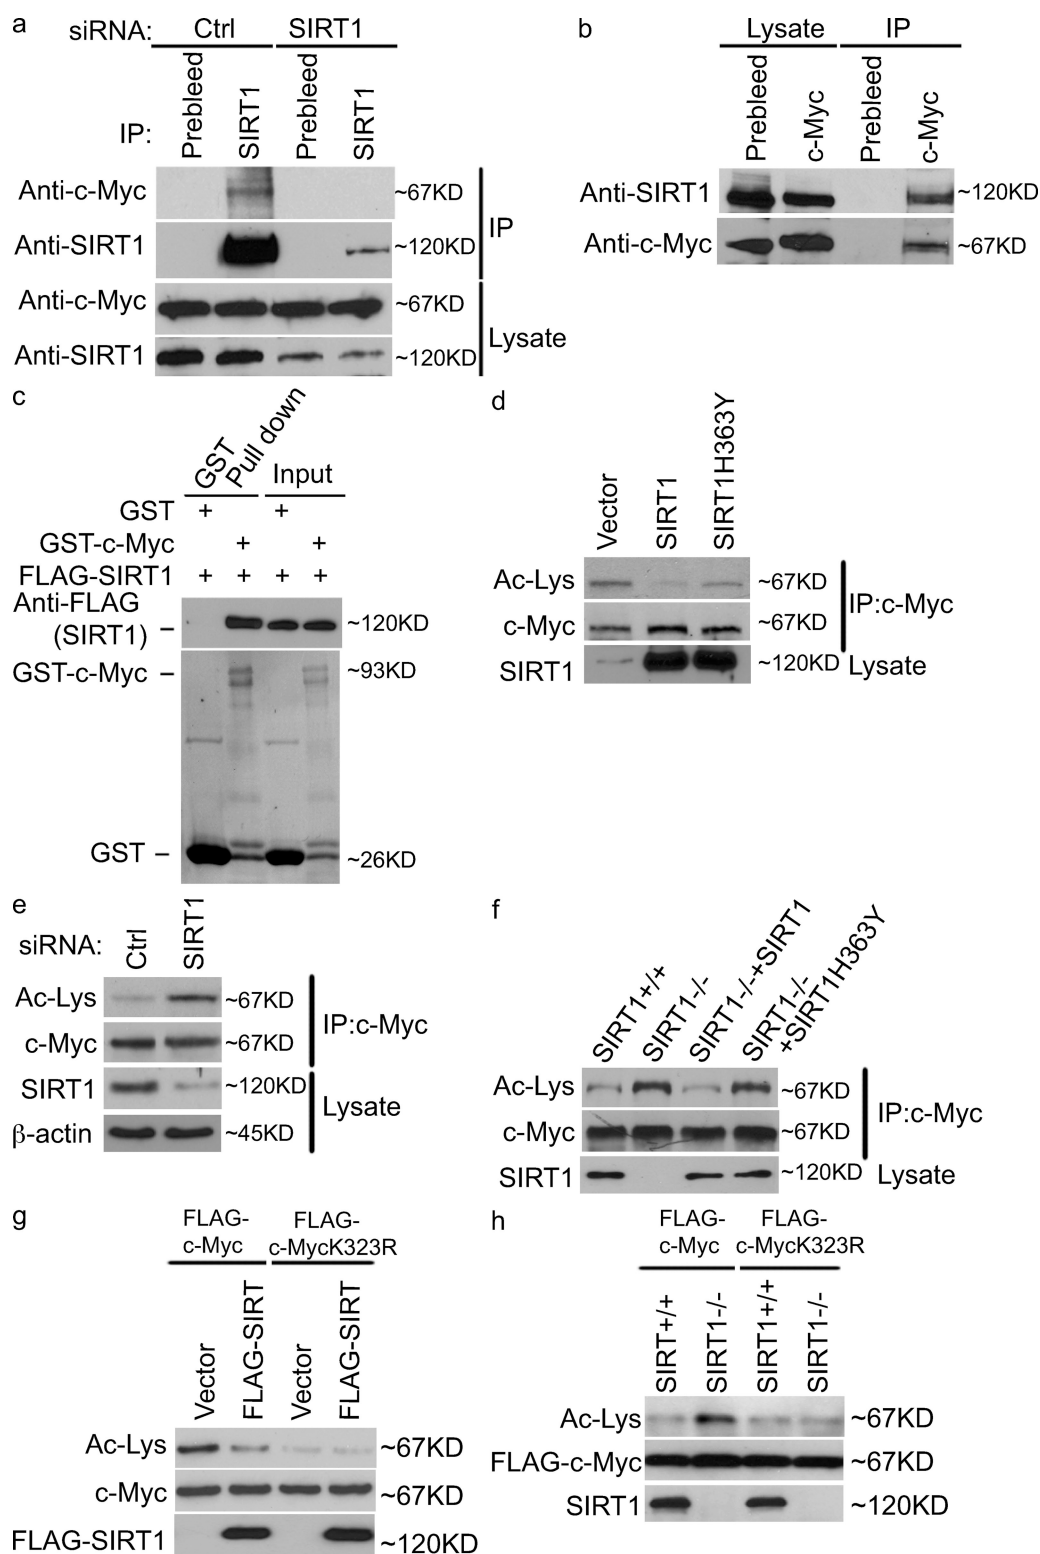 a
siRNA: Ctrl SIRT1
IP: Prebleed SIRT1 Prebleed SIRT1
Anti-c-Myc ~67KD
Anti-SIRT1 ~120KD
IP
Anti-c-Myc ~67KD
Anti-SIRT1 ~120KD
Lysate
b
Lysate IP
Prebleed c-Myc Prebleed c-Myc
Anti-SIRT1 ~120KD
Anti-c-Myc ~67KD
c
GST Pull down
Input
GST + +
GST-c-Myc + +
FLAG-SIRT1 + + + +
Anti-FLAG
(SIRT1) – ~120KD
GST-c-Myc – ~93KD
GST – ~26KD
d
Vector SIRT1 SIRT1H363Y
Ac-Lys ~67KD
c-Myc ~67KD
IP:c-Myc
SIRT1 ~120KD Lysate
e
siRNA: Ctrl SIRT1
Ac-Lys ~67KD
c-Myc ~67KD
IP:c-Myc
SIRT1 ~120KD
β-actin ~45KD
Lysate
f
SIRT1+/+ SIRT1-/- SIRT1-/-+SIRT1 SIRT1-/-
+SIRT1H363Y
Ac-Lys ~67KD
c-Myc ~67KD
IP:c-Myc
SIRT1 ~120KD Lysate
g
FLAG- FLAG-
c-Myc c-MycK323R
Vector FLAG-SIRT Vector FLAG-SIRT
Ac-Lys ~67KD
c-Myc ~67KD
FLAG-SIRT1 ~120KD
h
FLAG- FLAG-
c-Myc c-MycK323R
SIRT+/+ SIRT1-/- SIRT1+/+ SIRT1-/-
Ac-Lys ~67KD
FLAG-c-Myc ~67KD
SIRT1 ~120KD